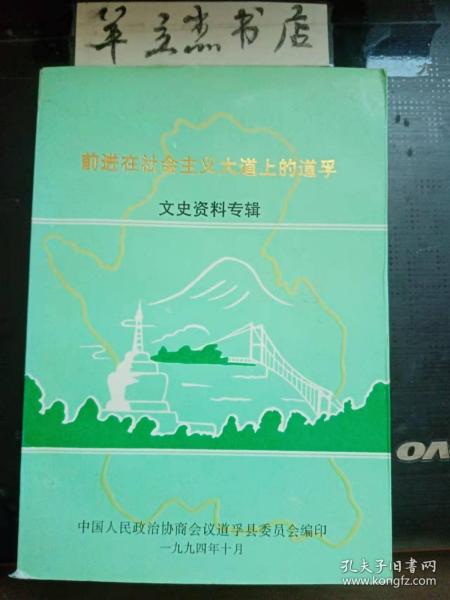 羊立杰书店
前进在社会主义大道上的道孚
文史资料专辑
中国人民政治协商会议道孚县委员会编印
一九九四年十月
孔夫子旧书网
www.kongfz.com